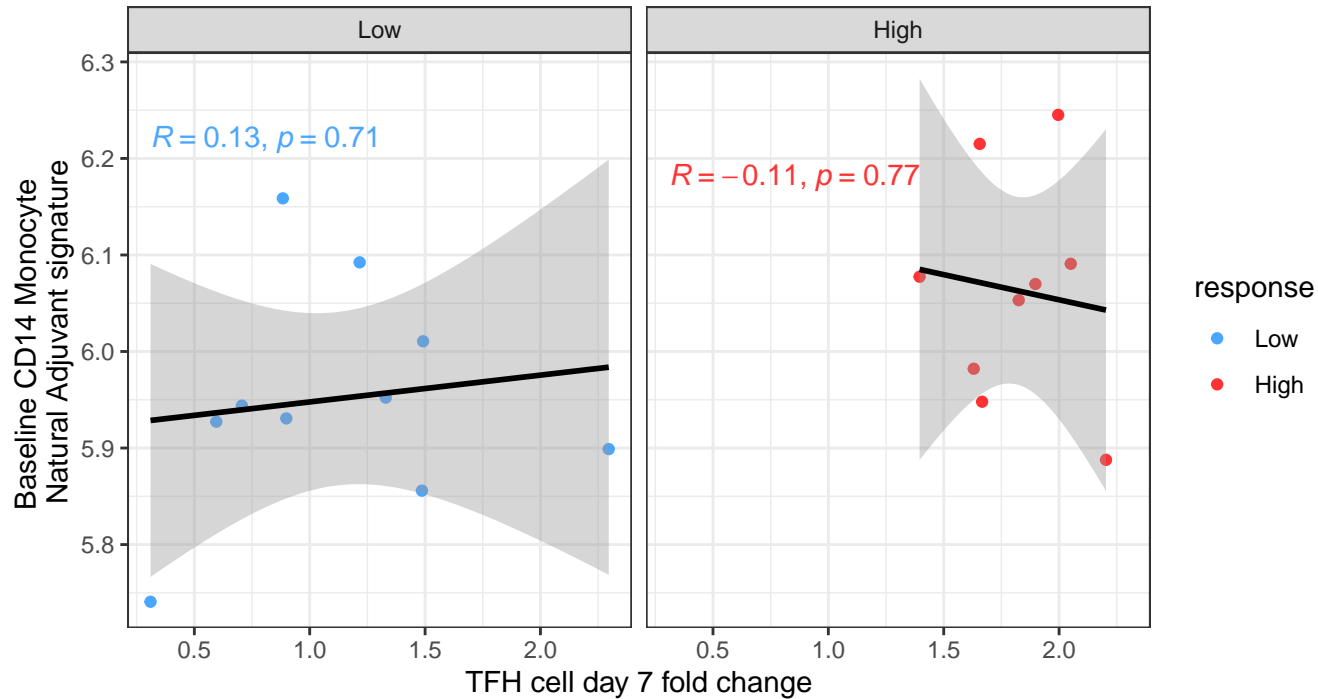 Low
High
6.3
6.2
6.1
6.0
5.9
5.8
R = 0.13, p = 0.71
R = −0.11, p = 0.77
Baseline CD14 Monocyte
Natural Adjuvant signature
0.5 1.0 1.5 2.0
0.5 1.0 1.5 2.0
TFH cell day 7 fold change
response
Low
High